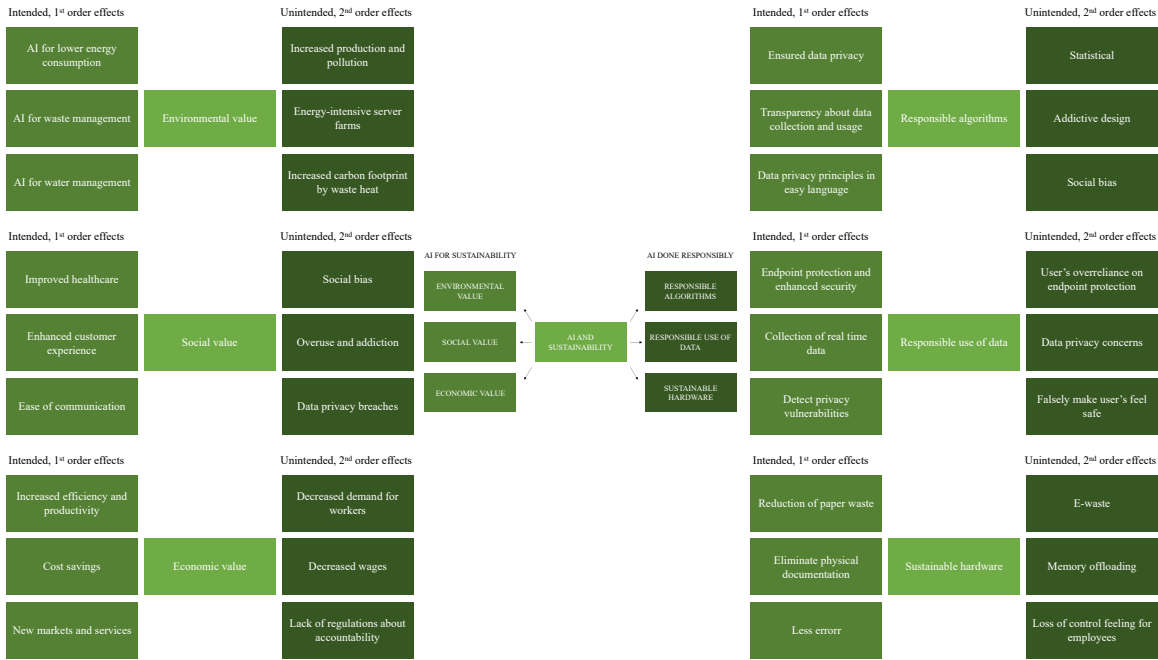 Intended, 1st order effects
Unintended, 2nd order effects
AI for lower energy
consumption
AI for waste management
AI for water management
Environmental value
Increased production and
pollution
Energy-intensive server
farms
Increased carbon footprint
by waste heat
Intended, 1st order effects
Unintended, 2nd order effects
Improved healthcare
Enhanced customer
experience
Ease of communication
Social value
Social bias
Overuse and addiction
Data privacy breaches
Intended, 1st order effects
Unintended, 2nd order effects
Increased efficiency and
productivity
Cost savings
New markets and services
Economic value
Decreased demand for
workers
Decreased wages
Lack of regulations about
accountability
AI FOR SUSTAINABILITY
ENVIRONMENTAL
VALUE
SOCIAL VALUE
ECONOMIC VALUE
AI AND
SUSTAINABILITY
AI DONE RESPONSIBLY
RESPONSIBLE
ALGORITHMS
RESPONSIBLE USE OF
DATA
SUSTAINABLE
HARDWARE
Intended, 1st order effects
Unintended, 2nd order effects
Ensured data privacy
Transparency about data
collection and usage
Data privacy principles in
easy language
Responsible algorithms
Statistical
Addictive design
Social bias
Intended, 1st order effects
Unintended, 2nd order effects
Endpoint protection and
enhanced security
Collection of real time
data
Detect privacy
vulnerabilities
Responsible use of data
User's overreliance on
endpoint protection
Data privacy concerns
Falsely make user's feel
safe
Intended, 1st order effects
Unintended, 2nd order effects
Reduction of paper waste
Eliminate physical
documentation
Less errorr
Sustainable hardware
E-waste
Memory offloading
Loss of control feeling for
employees